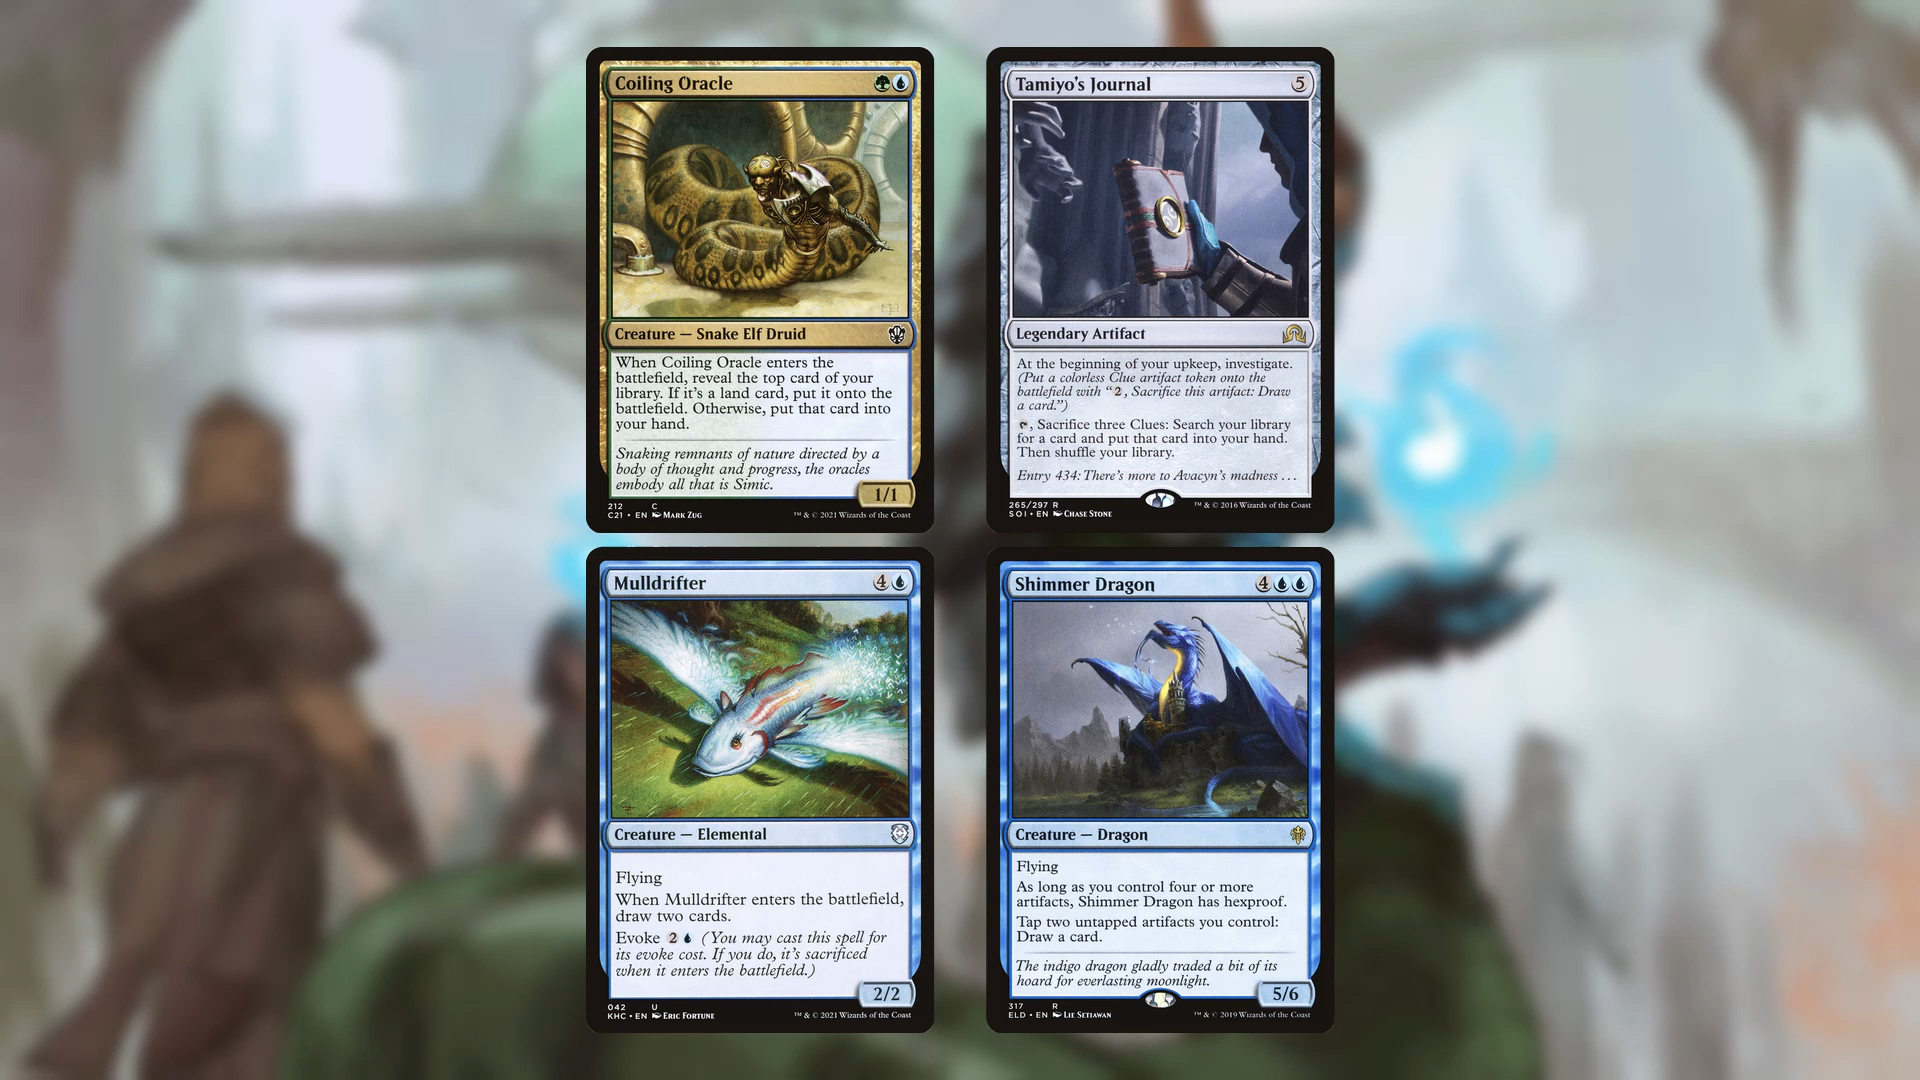 Coiling Oracle
Creature — Snake Elf Druid
When Coiling Oracle enters the
battlefield, reveal the top card of your
library. If it's a land card, put it onto the
battlefield. Otherwise, put that card into
your hand.
Snaking remnants of nature directed by a
body of thought and progress, the oracles
embody all that is Simic.
1/1
212 C
C21 • EN Mark Zug
™ & © 2021 Wizards of the Coast
Tamiyo's Journal 5
Legendary Artifact
At the beginning of your upkeep, investigate.
(Put a colorless Clue artifact token onto the
battlefield with “2, Sacrifice this artifact: Draw
a card.”)
, Sacrifice three Clues: Search your library
for a card and put that card into your hand.
Then shuffle your library.
Entry 434: There's more to Avacyn's madness . . .
265/297 R
SOI • EN Chase Stone
™ & © 2016 Wizards of the Coast
Mulldrifter 4
Creature — Elemental
Flying
When Mulldrifter enters the battlefield,
draw two cards.
Evoke 2 (You may cast this spell for
its evoke cost. If you do, it's sacrificed
when it enters the battlefield.)
2/2
042 U
KHC • EN Eric Fortune
™ & © 2021 Wizards of the Coast
Shimmer Dragon 4
Creature — Dragon
Flying
As long as you control four or more
artifacts, Shimmer Dragon has hexproof.
Tap two untapped artifacts you control:
Draw a card.
The indigo dragon gladly traded a bit of its
hoard for everlasting moonlight.
5/6
317 R
ELD • EN Lie Setiawan
™ & © 2019 Wizards of the Coast